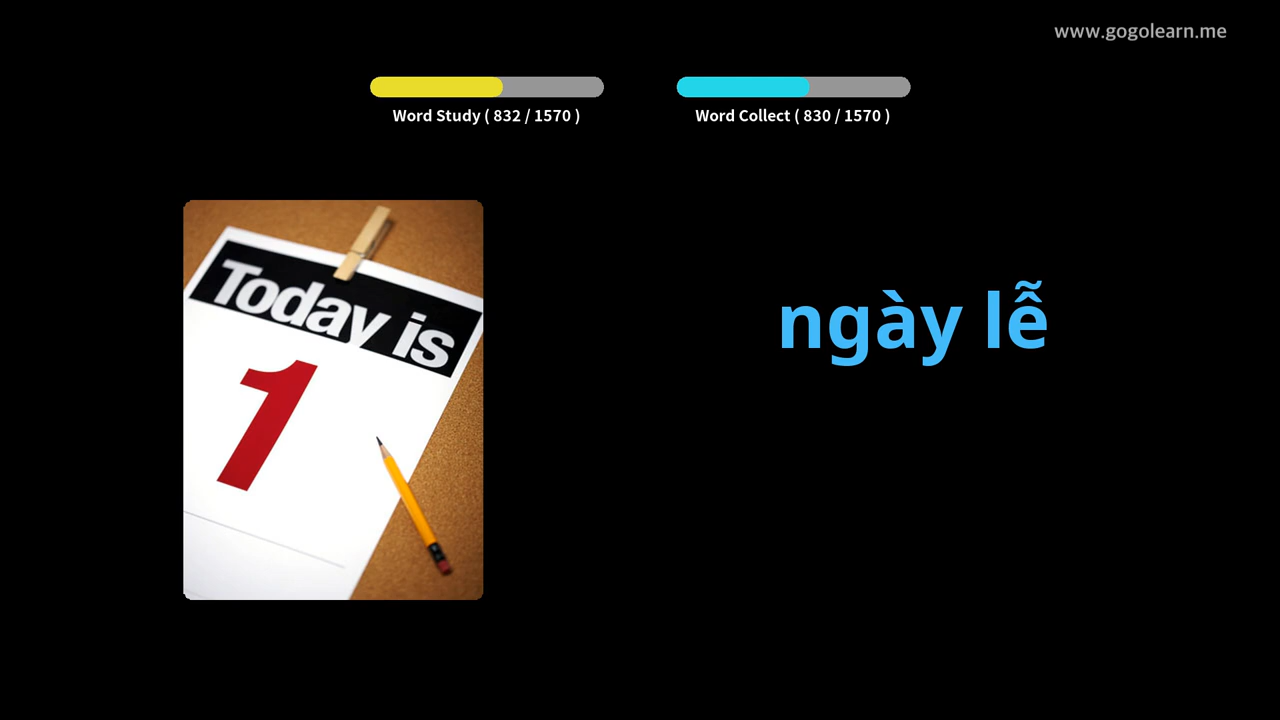 www.gogolearn.me
Word Study ( 832 / 1570 )
Word Collect ( 830 / 1570 )
Today is
1
ngày lễ